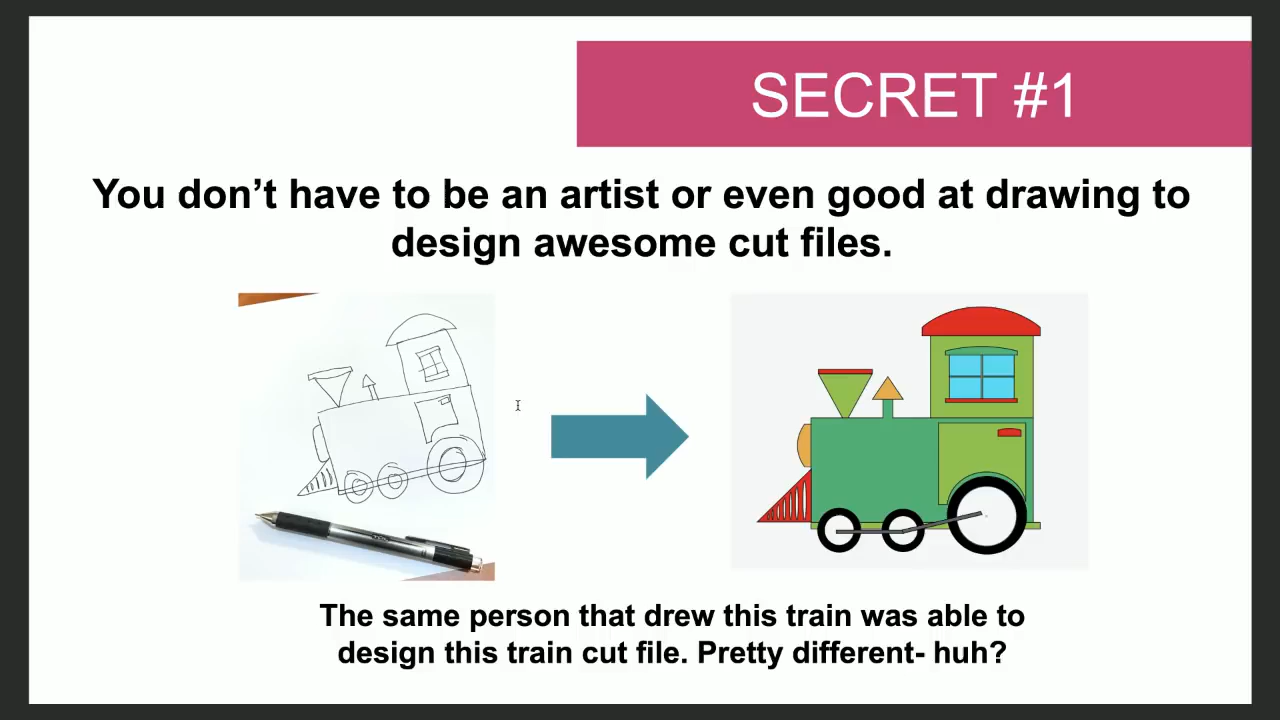 SECRET #1
You don’t have to be an artist or even good at drawing to
design awesome cut files.
The same person that drew this train was able to
design this train cut file. Pretty different- huh?